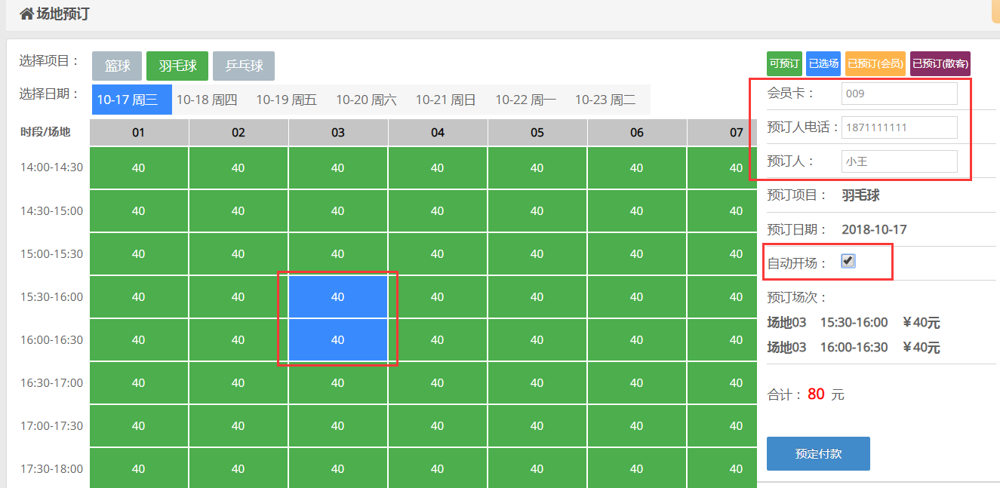 场地预订
选择项目： 篮球 羽毛球 乒乓球
选择日期： 10-17 周三 10-18 周四 10-19 周五 10-20 周六 10-21 周日 10-22 周一 10-23 周二
时段/场地 01 02 03 04 05 06 07
14:00-14:30 40 40 40 40 40 40 40
14:30-15:00 40 40 40 40 40 40 40
15:00-15:30 40 40 40 40 40 40 40
15:30-16:00 40 40 40 40 40 40 40
16:00-16:30 40 40 40 40 40 40 40
16:30-17:00 40 40 40 40 40 40 40
17:00-17:30 40 40 40 40 40 40 40
17:30-18:00 40 40 40 40 40 40 40
可预订 已选场 已预订(会员) 已预订(散客)
会员卡： 009
预订人电话： 1871111111
预订人： 小王
预订项目： 羽毛球
预订日期： 2018-10-17
自动开场：
预订场次：
场地03 15:30-16:00 ￥40元
场地03 16:00-16:30 ￥40元
合计： 80 元
预定付款